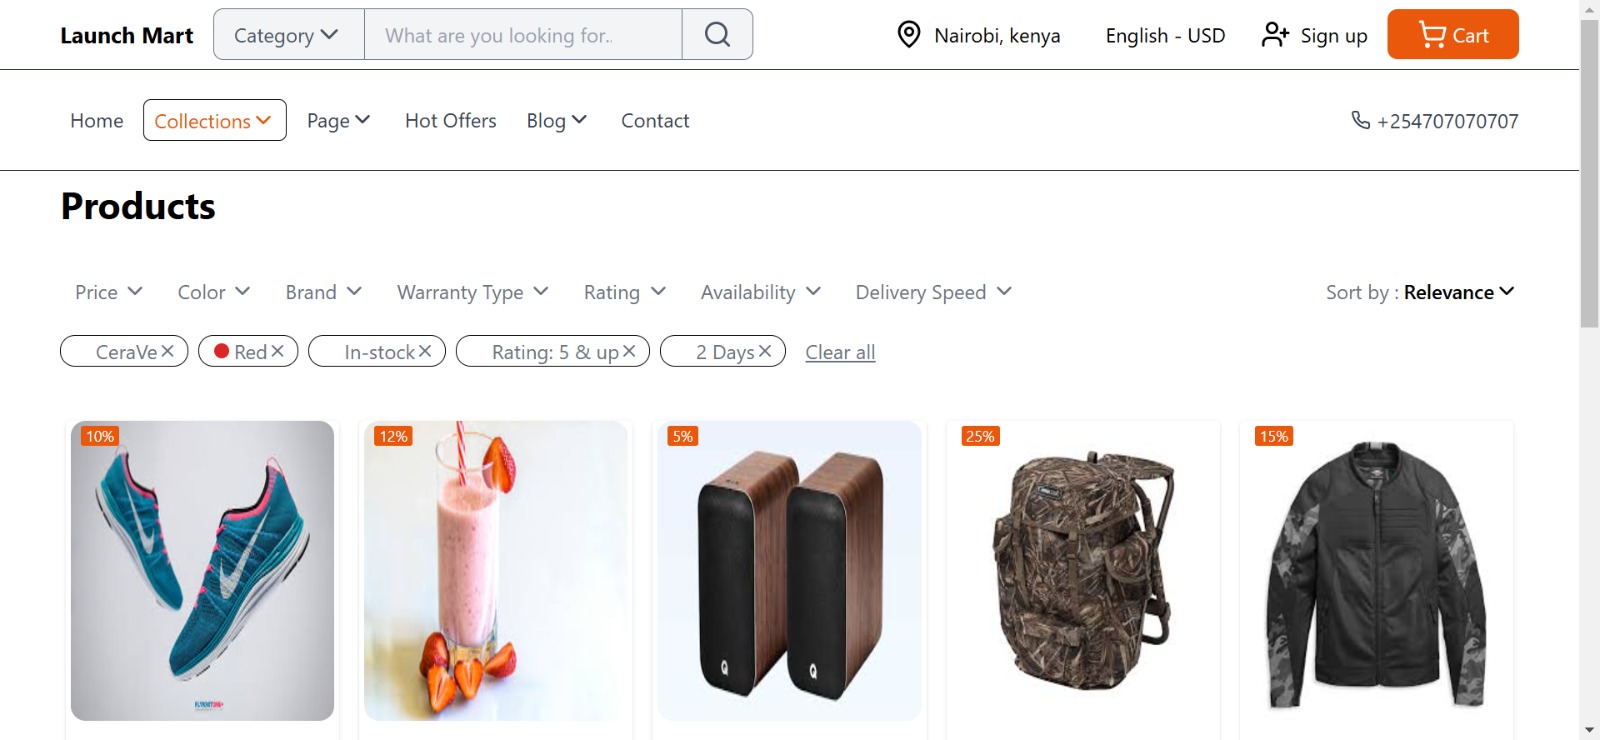 Launch Mart Category What are you looking for.. Nairobi, kenya English - USD Sign up Cart
Home Collections Page Hot Offers Blog Contact +254707070707
Products
Price Color Brand Warranty Type Rating Availability Delivery Speed Sort by : Relevance
CeraVe Red In-stock Rating: 5 & up 2 Days Clear all
10% 12% 5% 25% 15%